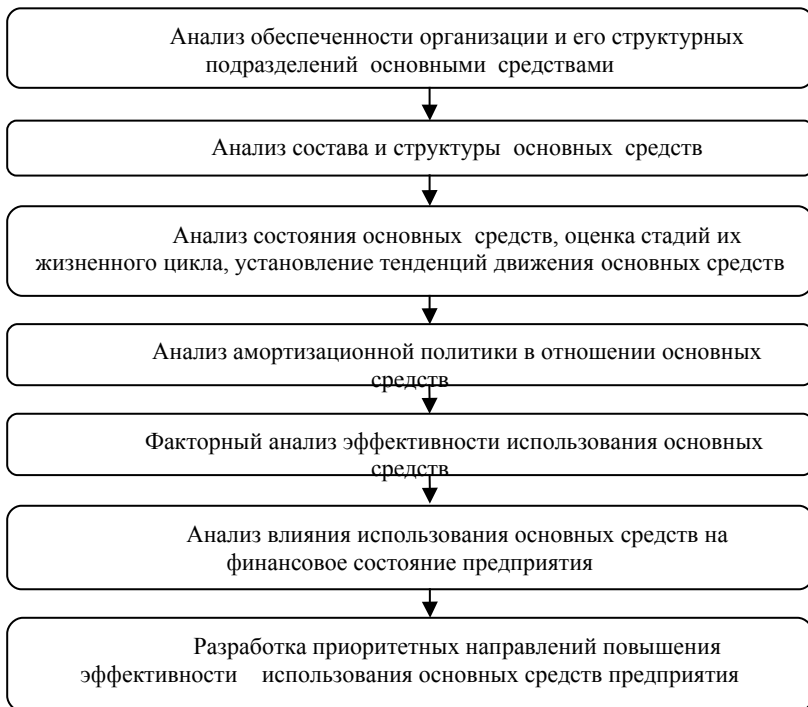 Анализ обеспеченности организации и его структурных
подразделений основными средствами
Анализ состава и структуры основных средств
Анализ состояния основных средств, оценка стадий их
жизненного цикла, установление тенденций движения основных средств
Анализ амортизационной политики в отношении основных
средств
Факторный анализ эффективности использования основных
средств
Анализ влияния использования основных средств на
финансовое состояние предприятия
Разработка приоритетных направлений повышения
эффективности использования основных средств предприятия